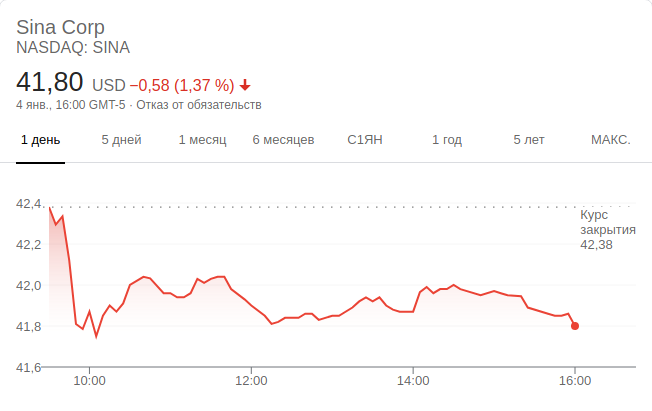 Sina Corp
NASDAQ: SINA
41,80 USD −0,58 (1,37 %)
4 янв., 16:00 GMT-5 · Отказ от обязательств
1 день 5 дней 1 месяц 6 месяцев С1ЯН 1 год 5 лет МАКС.
42,4
Курс
закрытия
42,38
42,2
42,0
41,8
41,6
10:00 12:00 14:00 16:00